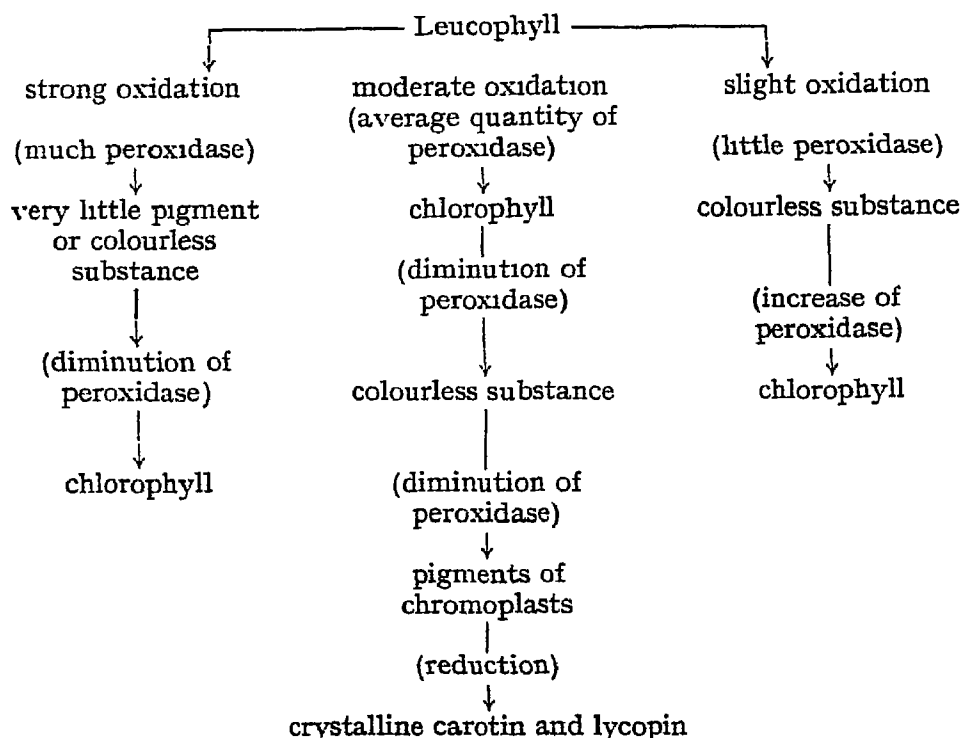 Leucophyll
strong oxidation
(much peroxidase)
very little pigment
or colourless
substance
(diminution of
peroxidase)
chlorophyll
moderate oxidation
(average quantity of
peroxidase)
chlorophyll
(diminution of
peroxidase)
colourless substance
(diminution of
peroxidase)
pigments of
chromoplasts
(reduction)
crystalline carotin and lycopin
slight oxidation
(little peroxidase)
colourless substance
(increase of
peroxidase)
chlorophyll